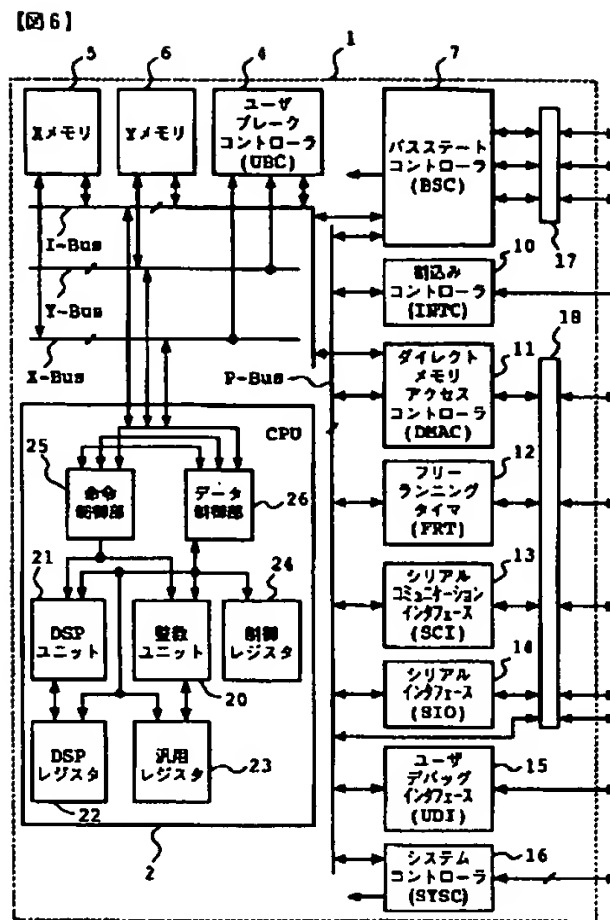 【図6】
5
6
4
1
7
Xメモリ
Yメモリ
ユーザ
ブレーク
コントローラ
(UBC)
バスステート
コントローラ
(BSC)
17
I-Bus
Y-Bus
X-Bus
P-Bus
10
割込み
コントローラ
(INTC)
18
11
ダイレクト
メモリ
アクセス
コントローラ
(DMAC)
CPU
25
命令
制御部
データ
制御部
26
12
フリー
ランニング
タイマ
(FRT)
21
24
13
DSP
ユニット
整数
ユニット
制御
レジスタ
シリアル
コミュニケーション
インタフェース
(SCI)
20
14
シリアル
インタフェース
(SIO)
DSP
レジスタ
汎用
レジスタ
23
22
15
ユーザ
デバッグ
インタフェース
(UDI)
2
16
システム
コントローラ
(SYSC)